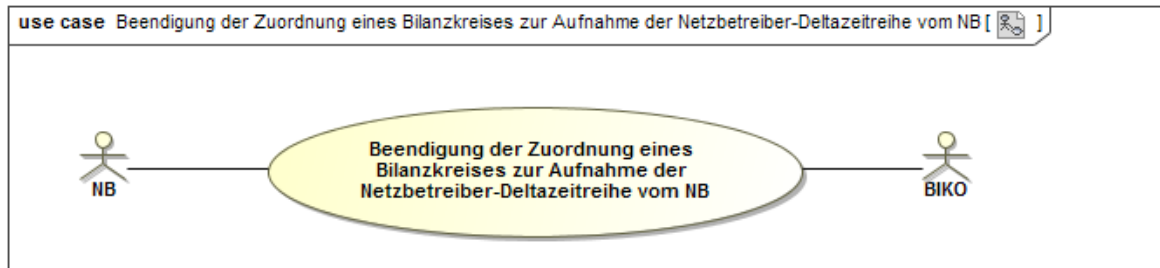 use case Beendigung der Zuordnung eines Bilanzkreises zur Aufnahme der Netzbetreiber-Deltazeitreihe vom NB [ ]
Beendigung der Zuordnung eines
Bilanzkreises zur Aufnahme der
Netzbetreiber-Deltazeitreihe vom NB
NB
BIKO